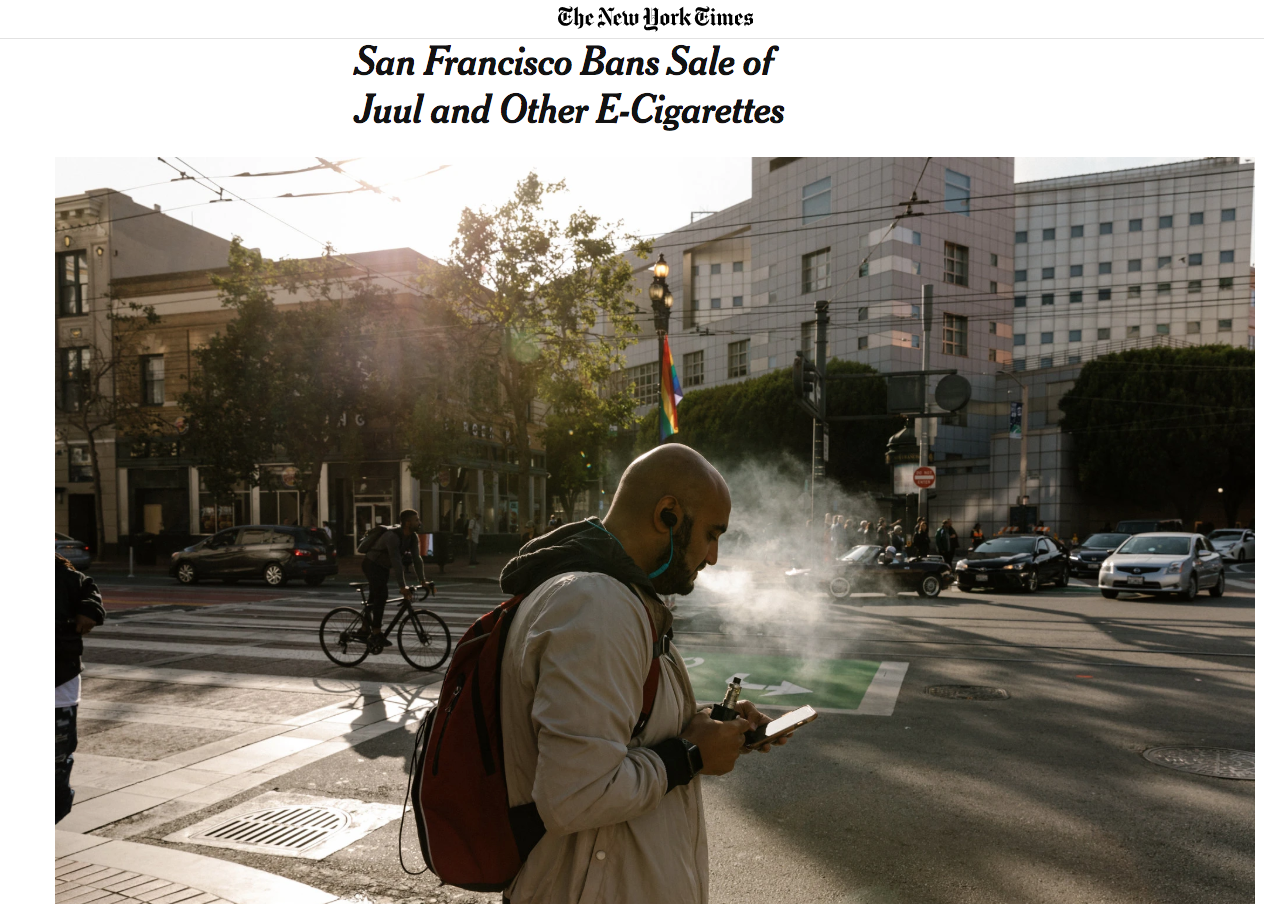 The New York Times
San Francisco Bans Sale of
Juul and Other E-Cigarettes